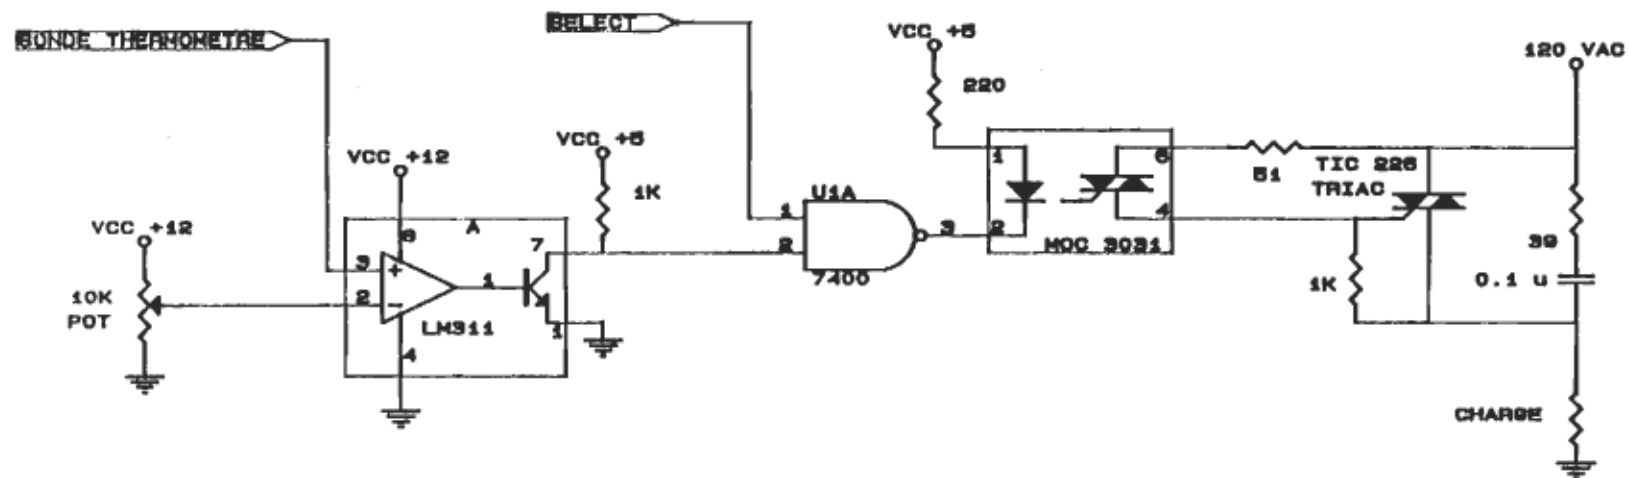 SONDE THERMOMETRE
SELECT
VCC +5
220
120 VAC
VCC +12
VCC +5
1K
VCC +12
10K
POT
A
8
3
+
2
-
LM311
4
1
7
1
U1A
1
2
3
7400
1
2
MOC 3031
6
4
51
TIC 226
TRIAC
1K
39
0.1 u
CHARGE